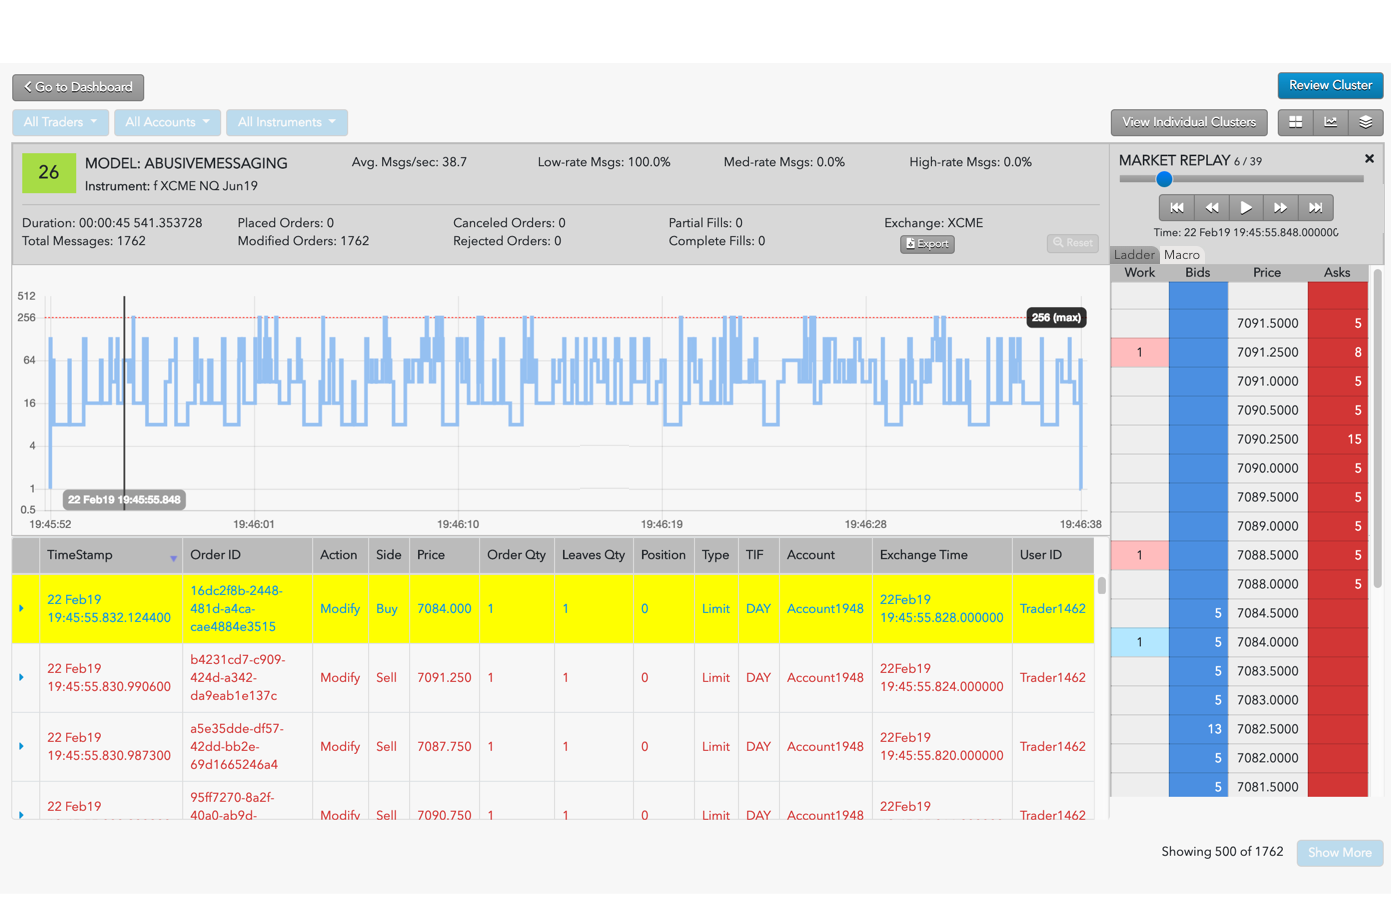 Go to Dashboard
Review Cluster
All Traders
All Accounts
All Instruments
View Individual Clusters
26
MODEL: ABUSIVEMESSAGING
Instrument: f XCME NQ Jun19
Avg. Msgs/sec: 38.7
Low-rate Msgs: 100.0%
Med-rate Msgs: 0.0%
High-rate Msgs: 0.0%
Duration: 00:00:45 541.353728
Placed Orders: 0
Canceled Orders: 0
Partial Fills: 0
Exchange: XCME
Total Messages: 1762
Modified Orders: 1762
Rejected Orders: 0
Complete Fills: 0
Export
Reset
MARKET REPLAY 6 / 39
Time: 22 Feb19 19:45:55.848.000000
Ladder Macro
Work Bids Price Asks
7091.5000 5
1 7091.2500 8
7091.0000 5
7090.5000 5
7090.2500 15
7090.0000 5
7089.5000 5
7089.0000 5
1 7088.5000 5
7088.0000 5
5 7084.5000
1 5 7084.0000
5 7083.5000
5 7083.0000
13 7082.5000
5 7082.0000
5 7081.5000
512
256
64
16
4
1
0.5
256 (max)
22 Feb19 19:45:55.848
19:45:52 19:46:01 19:46:10 19:46:19 19:46:28 19:46:38
TimeStamp Order ID Action Side Price Order Qty Leaves Qty Position Type TIF Account Exchange Time User ID
22 Feb19
19:45:55.832.124400
16dc2f8b-2448-
481d-a4ca-
cae4884e3515
Modify Buy 7084.000 1 1 0 Limit DAY Account1948
22Feb19
19:45:55.828.000000
Trader1462
22 Feb19
19:45:55.830.990600
b4231cd7-c909-
424d-a342-
da9eab1e137c
Modify Sell 7091.250 1 1 0 Limit DAY Account1948
22Feb19
19:45:55.824.000000
Trader1462
22 Feb19
19:45:55.830.987300
a5e35dde-df57-
42dd-bb2e-
69d1665246a4
Modify Sell 7087.750 1 1 0 Limit DAY Account1948
22Feb19
19:45:55.820.000000
Trader1462
22 Feb19
95ff7270-8a2f-
40a0-ab9d-
Modify Sell 7090.750 1 1 0 Limit DAY Account1948
22Feb19
Trader1462
Showing 500 of 1762
Show More